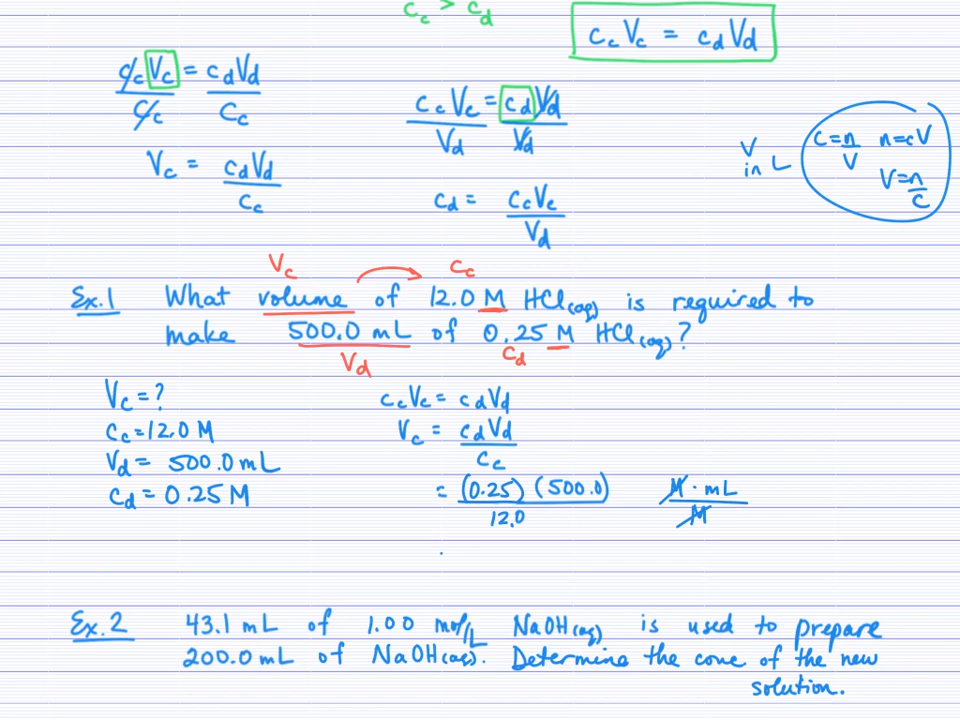 Cc > Cd
CcVc = CdVd
CcVc = CdVd
Cc Cc
Vc = CdVd
Cc
CcVc = CdVd
Vd Vd
Cd = CcVc
Vd
V in L
C=n/V n=cV
V=n/C
Vc Cc
Ex.1 What volume of 12.0 M HCl(aq) is required to
make 500.0 mL of 0.25 M HCl(aq)?
Vd Cd
Vc = ?
Cc = 12.0 M
Vd = 500.0 mL
Cd = 0.25 M
CcVc = CdVd
Vc = CdVd
Cc
= (0.25) (500.0) M · mL
12.0 M
Ex.2 43.1 mL of 1.00 mol/L NaOH(aq) is used to prepare
200.0 mL of NaOH(aq). Determine the conc of the new
solution.